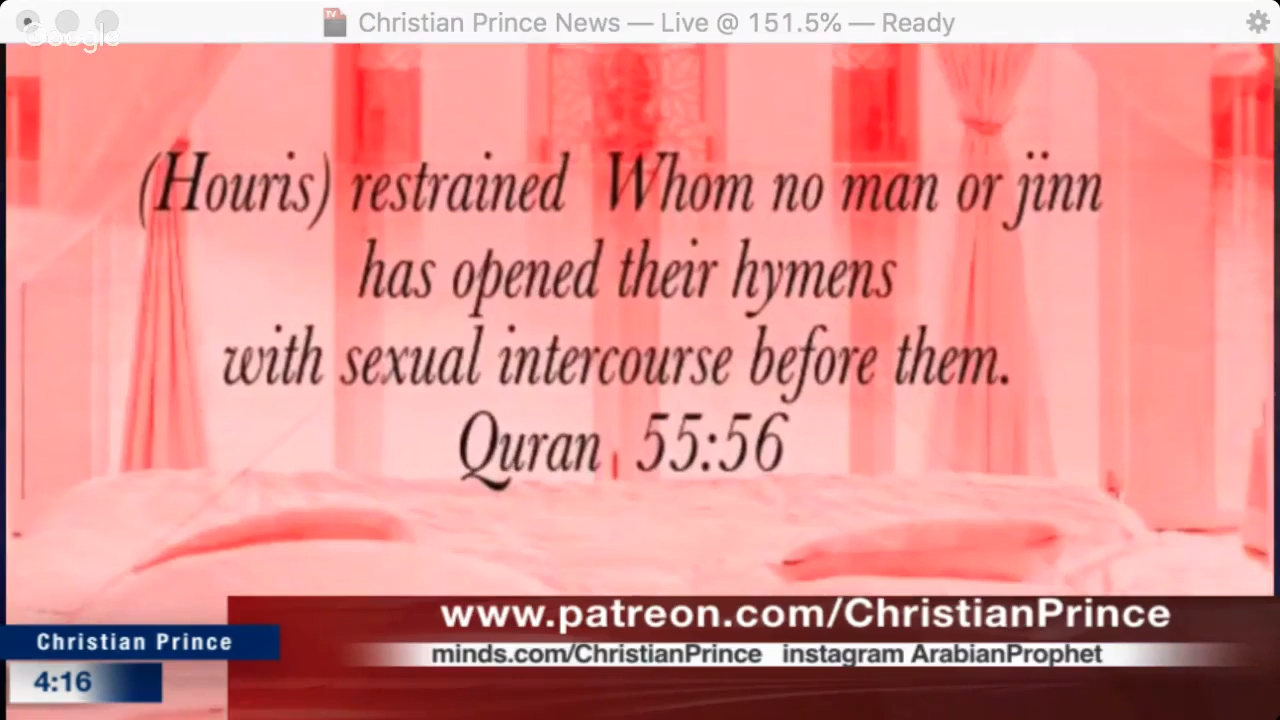 Christian Prince News — Live @ 151.5% — Ready
Google
(Houris) restrained Whom no man or jinn
has opened their hymens
with sexual intercourse before them.
Quran 55:56
www.patreon.com/ChristianPrince
Christian Prince
minds.com/ChristianPrince instagram ArabianProphet
4:16